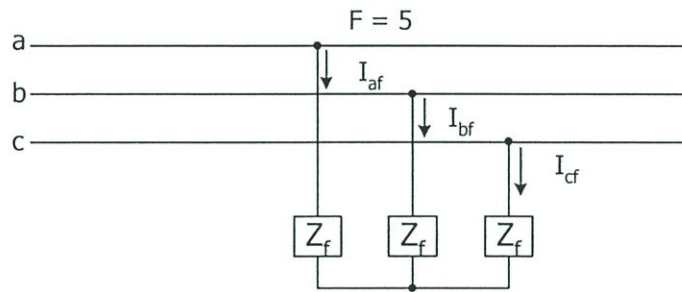 F = 5
a
I_af
b
I_bf
c
I_cf
Z_f Z_f Z_f